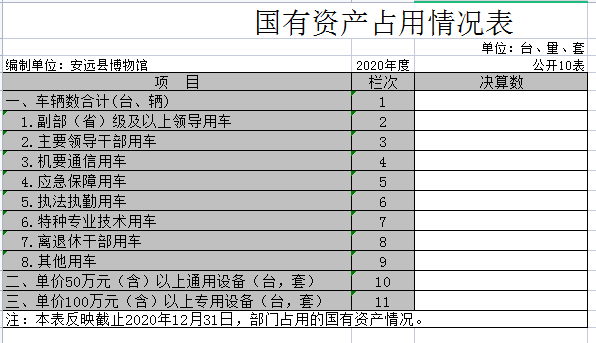 国有资产占用情况表
单位：台、量、套
编制单位：安远县博物馆 2020年度 公开10表
项 目 栏次 决算数
一、车辆数合计(台、辆) 1
1.副部（省）级及以上领导用车 2
2.主要领导干部用车 3
3.机要通信用车 4
4.应急保障用车 5
5.执法执勤用车 6
6.特种专业技术用车 7
7.离退休干部用车 8
8.其他用车 9
二、单价50万元（含）以上通用设备（台，套） 10
三、单价100万元（含）以上专用设备（台，套） 11
注：本表反映截止2020年12月31日，部门占用的国有资产情况。